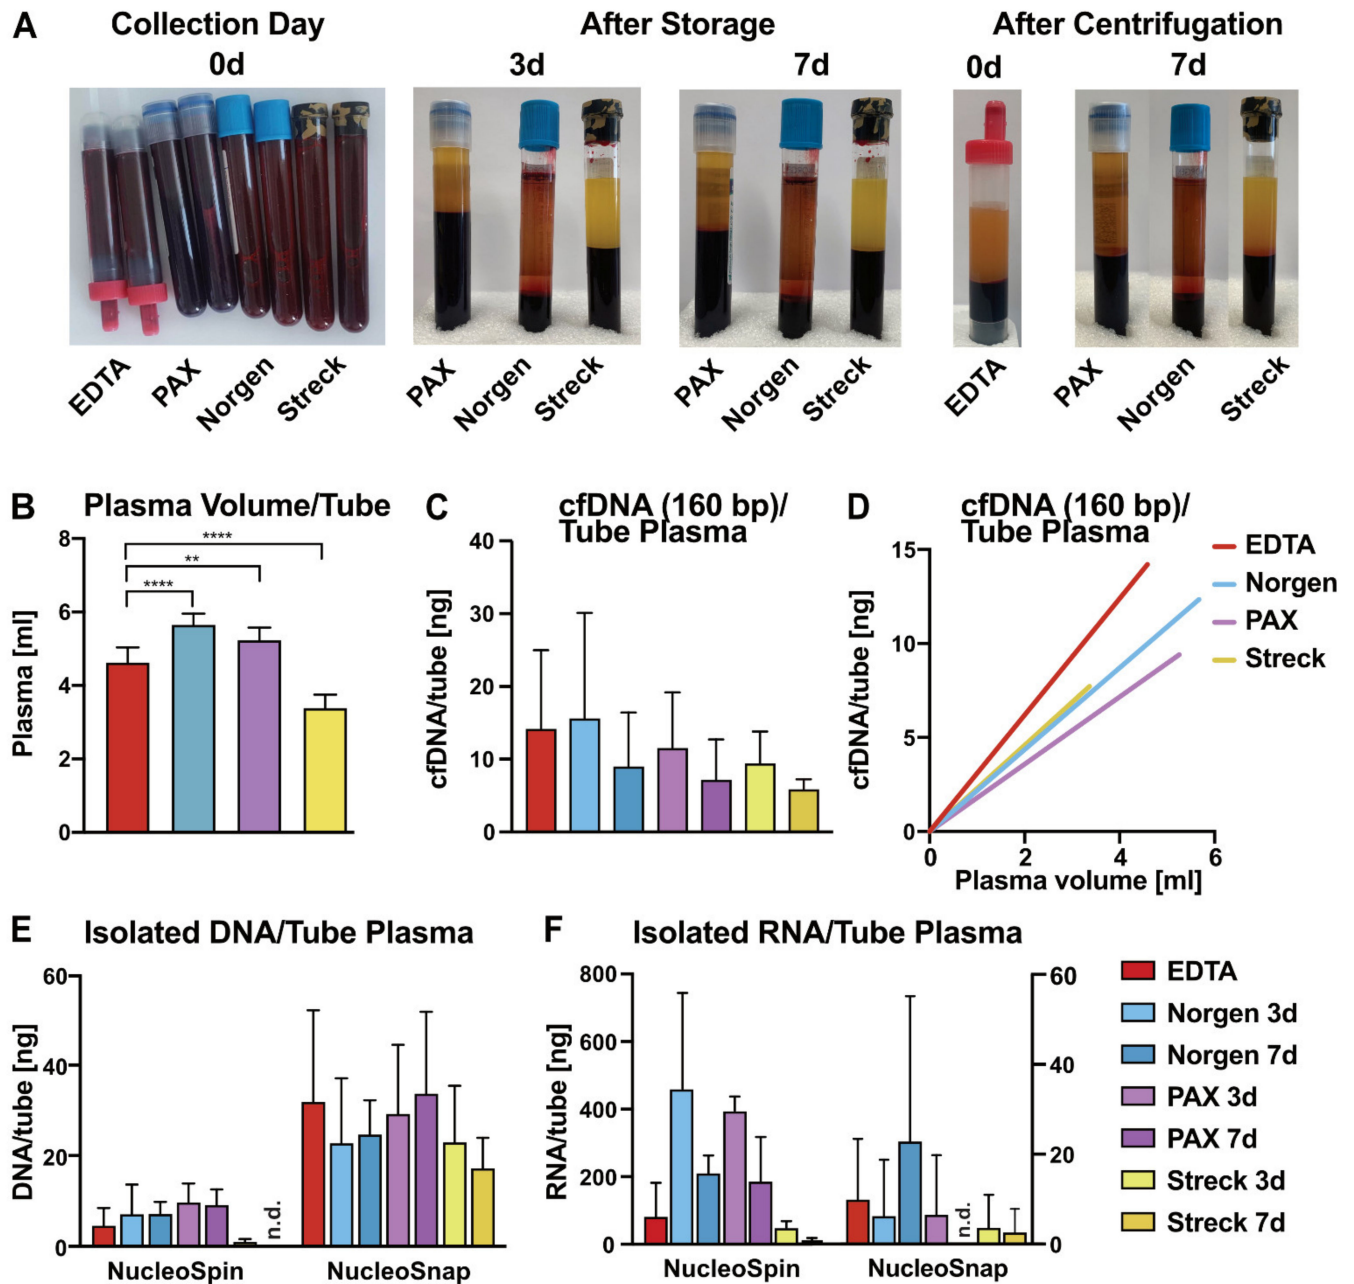 A
Collection Day
After Storage
After Centrifugation
0d
3d
7d
0d
7d
EDTA
PAX
Norgen
Streck
PAX
Norgen
Streck
PAX
Norgen
Streck
EDTA
PAX
Norgen
Streck
B
Plasma Volume/Tube
Plasma [ml]
8
6
4
2
0
****
**
****
C
cfDNA (160 bp)/
Tube Plasma
cfDNA/tube [ng]
40
30
20
10
0
D
cfDNA (160 bp)/
Tube Plasma
cfDNA/tube [ng]
15
10
5
0
0
2
4
6
Plasma volume [ml]
EDTA
Norgen
PAX
Streck
E
Isolated DNA/Tube Plasma
DNA/tube [ng]
60
40
20
0
n.d.
NucleoSpin
NucleoSnap
F
Isolated RNA/Tube Plasma
RNA/tube [ng]
800
600
400
200
0
n.d.
60
40
20
0
NucleoSpin
NucleoSnap
EDTA
Norgen 3d
Norgen 7d
PAX 3d
PAX 7d
Streck 3d
Streck 7d